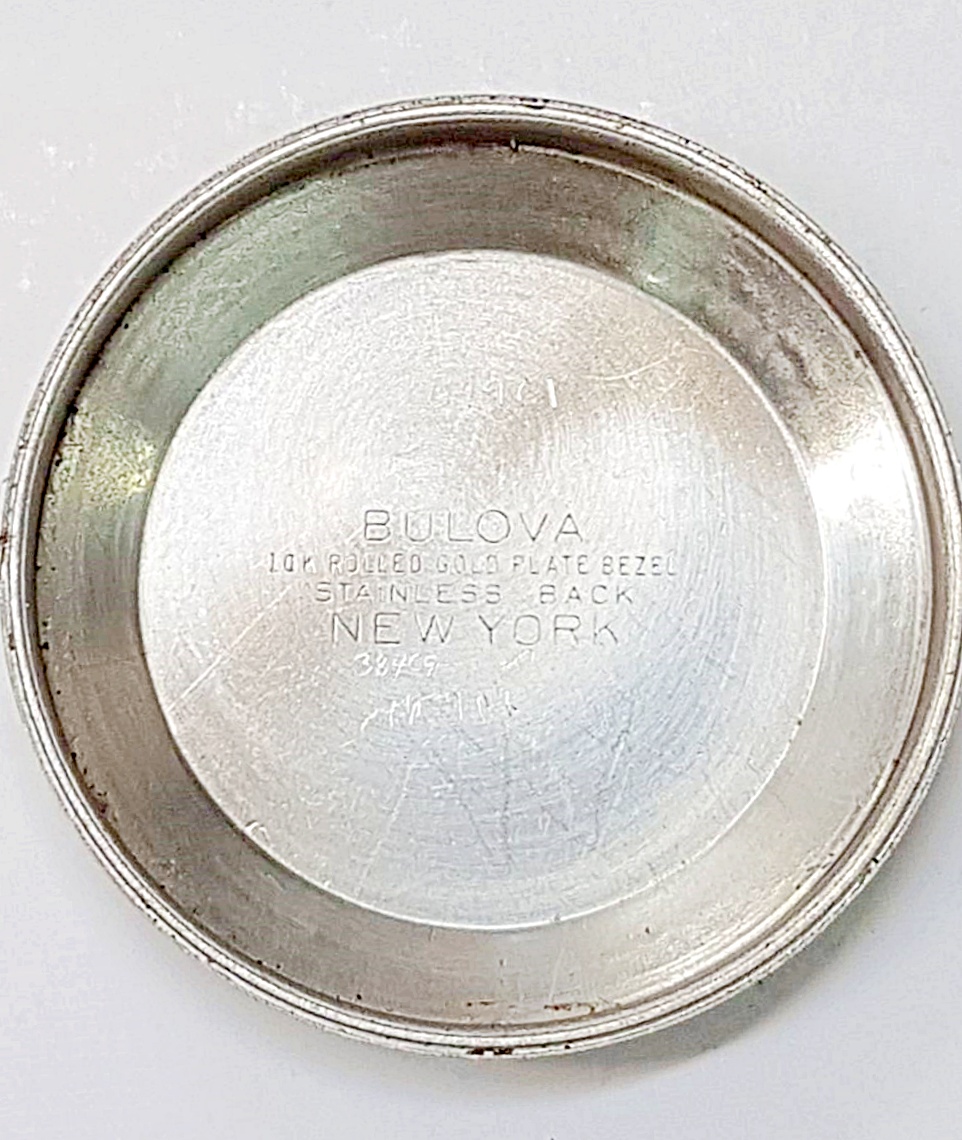 BULOVA
10K ROLLED GOLD PLATE BEZEL
STAINLESS BACK
NEW YORK